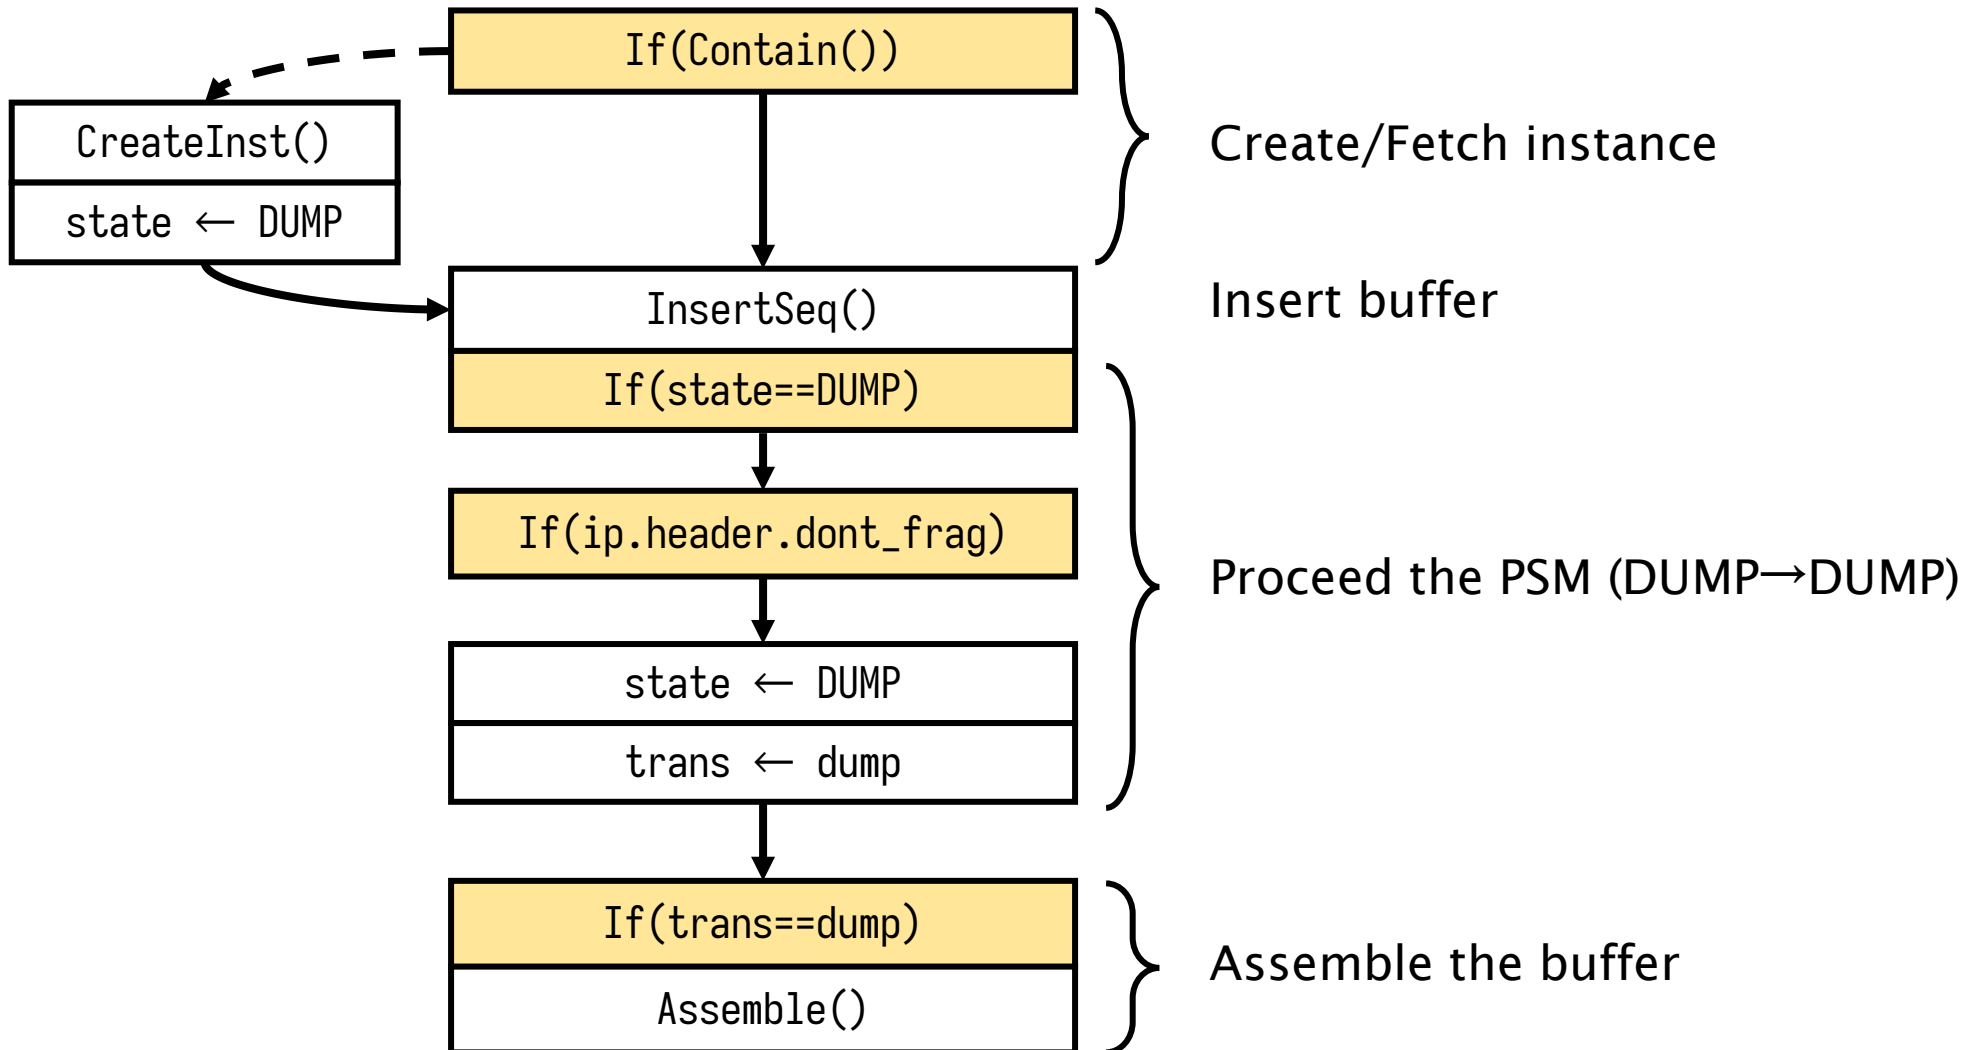 If(Contain())
CreateInst()
state ← DUMP
Create/Fetch instance
InsertSeq()
Insert buffer
If(state==DUMP)
If(ip.header.dont_frag)
Proceed the PSM (DUMP→DUMP)
state ← DUMP
trans ← dump
If(trans==dump)
Assemble the buffer
Assemble()